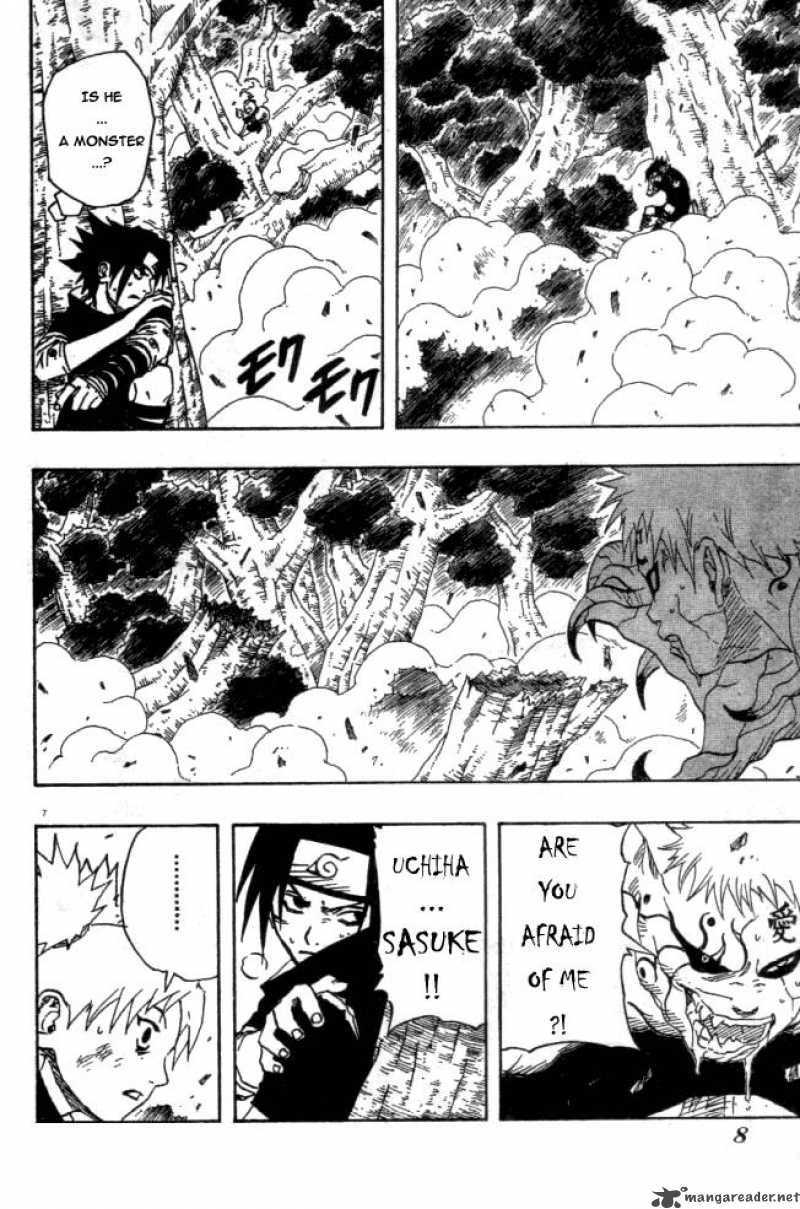 IS HE
...
A MONSTER
...?
モク
モク
ARE
YOU
AFRAID
OF ME
?!
愛
UCHIHA
...
SASUKE
!!
.........
7
8
mangareader.net